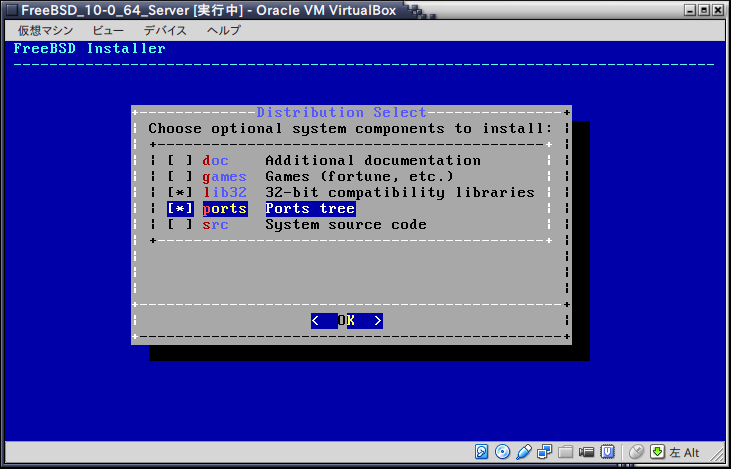 FreeBSD_10-0_64_Server [実行中] - Oracle VM VirtualBox
仮想マシン ビュー デバイス ヘルプ
FreeBSD Installer
Distribution Select
Choose optional system components to install:
[ ] doc Additional documentation
[ ] games Games (fortune, etc.)
[*] lib32 32-bit compatibility libraries
[*] ports Ports tree
[ ] src System source code
< OK >
左 Alt